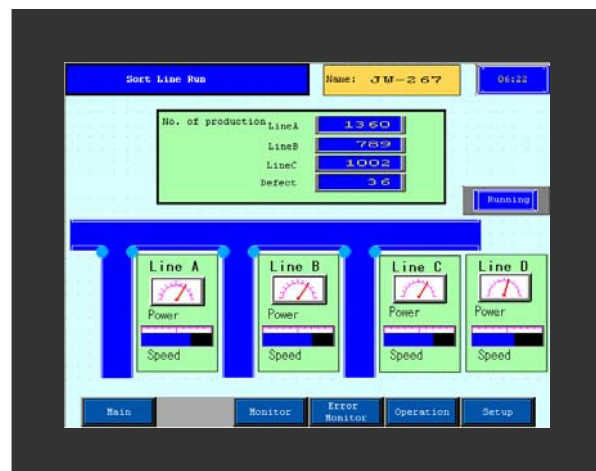 Sort Line Run
Name: JW-267
06:22
No. of production LineA 1360
LineB 789
LineC 1002
Defect 36
Running
Line A
Power
Speed
Line B
Power
Speed
Line C
Power
Speed
Line D
Power
Speed
Main
Monitor
Error Monitor
Operation
Setup